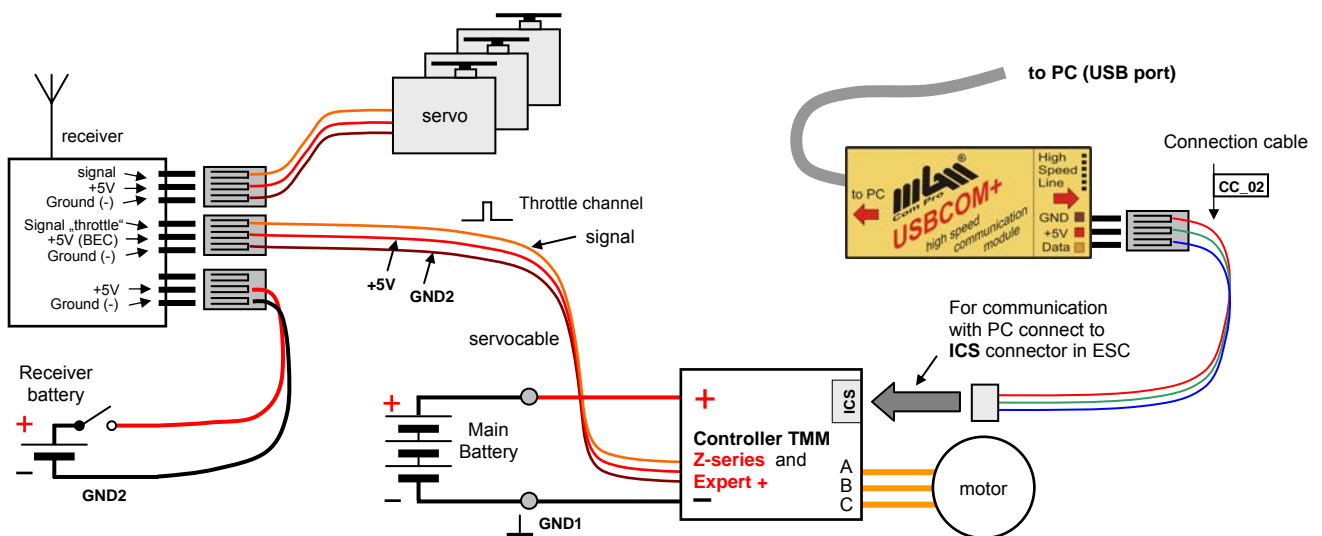 receiver
signal
+5V
Ground (-)
Signal „throttle“
+5V (BEC)
Ground (-)
+5V
Ground (-)
servo
Throttle channel
signal
+5V
GND2
servocable
Receiver
battery
+
−
GND2
+
Main
Battery
−
GND1
+
Controller TMM
Z-series and
Expert +
−
ICS
A
B
C
motor
to PC (USB port)
to PC
mgm
®
Com Pro
USBCOM+
high speed
communication
module
High
Speed
Line
GND
+5V
Data
Connection cable
CC_02
For communication
with PC connect to
ICS connector in ESC